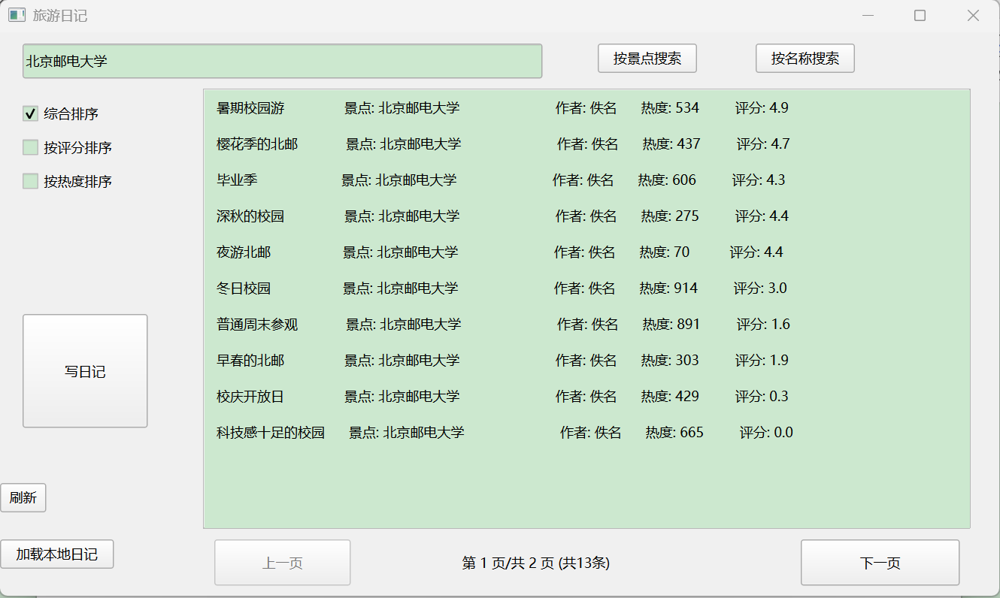 旅游日记
北京邮电大学
按景点搜索
按名称搜索
综合排序
按评分排序
按热度排序
暑期校园游 景点: 北京邮电大学 作者: 佚名 热度: 534 评分: 4.9
樱花季的北邮 景点: 北京邮电大学 作者: 佚名 热度: 437 评分: 4.7
毕业季 景点: 北京邮电大学 作者: 佚名 热度: 606 评分: 4.3
深秋的校园 景点: 北京邮电大学 作者: 佚名 热度: 275 评分: 4.4
夜游北邮 景点: 北京邮电大学 作者: 佚名 热度: 70 评分: 4.4
冬日校园 景点: 北京邮电大学 作者: 佚名 热度: 914 评分: 3.0
普通周末参观 景点: 北京邮电大学 作者: 佚名 热度: 891 评分: 1.6
早春的北邮 景点: 北京邮电大学 作者: 佚名 热度: 303 评分: 1.9
校庆开放日 景点: 北京邮电大学 作者: 佚名 热度: 429 评分: 0.3
科技感十足的校园 景点: 北京邮电大学 作者: 佚名 热度: 665 评分: 0.0
写日记
刷新
加载本地日记
上一页
第 1 页/共 2 页 (共13条)
下一页